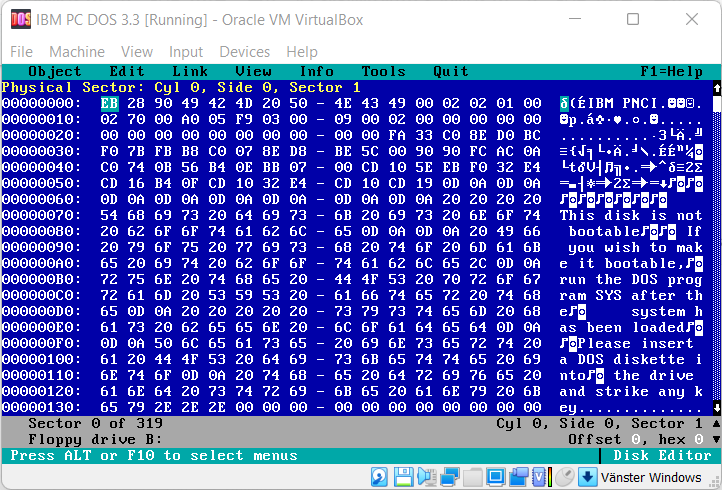 DOS IBM PC DOS 3.3 [Running] - Oracle VM VirtualBox
File Machine View Input Devices Help
Object Edit Link View Info Tools Quit F1=Help
Physical Sector: Cyl 0, Side 0, Sector 1
00000000: EB 28 90 49 42 4D 20 50 - 4E 43 49 00 02 02 01 00 δ(ÉIBM PNCI.☻☻☺.
00000010: 02 70 00 A0 05 F9 03 00 - 09 00 02 00 00 00 00 00 ☻p.á♣·♥.○.☻.....
00000020: 00 00 00 00 00 00 00 00 - 00 00 FA 33 C0 8E D0 BC ..........·3└Ä╨╝
00000030: F0 7B FB B8 C0 07 8E D8 - BE 5C 00 90 90 FC AC 0A ≡{√╕└•Ä╪╛\.ÉÉⁿ¼◙
00000040: C0 74 0B 56 B4 0E BB 07 - 00 CD 10 5E EB F0 32 E4 └t♂V┤♫╗•.═►^δ≡2Σ
00000050: CD 16 B4 0F CD 10 32 E4 - CD 10 CD 19 0D 0A 0D 0A ═▬┤☼═►2Σ═►═↓♪◙♪◙
00000060: 0D 0A 0D 0A 0D 0A 0D 0A - 0D 0A 0D 0A 20 20 20 20 ♪◙♪◙♪◙♪◙♪◙♪◙
00000070: 54 68 69 73 20 64 69 73 - 6B 20 69 73 20 6E 6F 74 This disk is not
00000080: 20 62 6F 6F 74 61 62 6C - 65 0D 0A 0D 0A 20 49 66 bootable♪◙♪◙ If
00000090: 20 79 6F 75 20 77 69 73 - 68 20 74 6F 20 6D 61 6B you wish to mak
000000A0: 65 20 69 74 20 62 6F 6F - 74 61 62 6C 65 2C 0D 0A e it bootable,♪◙
000000B0: 72 75 6E 20 74 68 65 20 - 44 4F 53 20 70 72 6F 67 run the DOS prog
000000C0: 72 61 6D 20 53 59 53 20 - 61 66 74 65 72 20 74 68 ram SYS after th
000000D0: 65 0D 0A 20 20 20 20 20 - 73 79 73 74 65 6D 20 68 e♪◙     system h
000000E0: 61 73 20 62 65 65 6E 20 - 6C 6F 61 64 65 64 0D 0A as been loaded♪◙
000000F0: 0D 0A 50 6C 65 61 73 65 - 20 69 6E 73 65 72 74 20 ♪◙Please insert
00000100: 61 20 44 4F 53 20 64 69 - 73 6B 65 74 74 65 20 69 a DOS diskette i
00000110: 6E 74 6F 0D 0A 20 74 68 - 65 20 64 72 69 76 65 20 nto♪◙ the drive
00000120: 61 6E 64 20 73 74 72 69 - 6B 65 20 61 6E 79 20 6B and strike any k
00000130: 65 79 2E 2E 2E 00 00 00 - 00 00 00 00 00 00 00 00 ey..............
Sector 0 of 319 Cyl 0, Side 0, Sector 1
Floppy drive B: Offset 0, hex 0
Press ALT or F10 to select menus Disk Editor
Vänster Windows